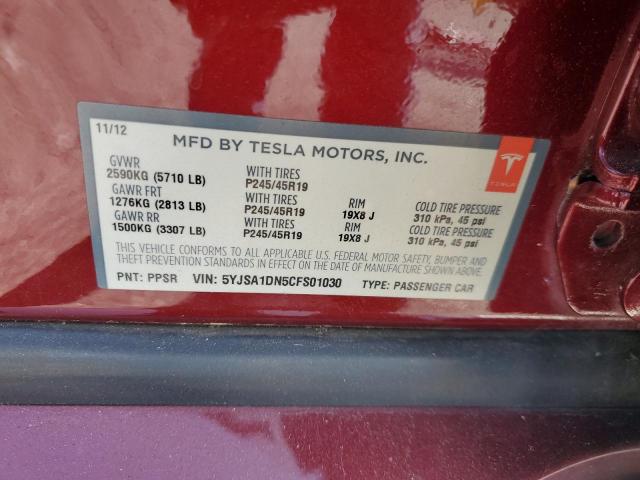 11/12
MFD BY TESLA MOTORS, INC.
GVWR
2590KG (5710 LB) WITH TIRES P245/45R19
GAWR FRT
1276KG (2813 LB) WITH TIRES P245/45R19 RIM 19X8 J COLD TIRE PRESSURE 310 kPa, 45 psi
GAWR RR
1500KG (3307 LB) WITH TIRES P245/45R19 RIM 19X8 J COLD TIRE PRESSURE 310 kPa, 45 psi
THIS VEHICLE CONFORMS TO ALL APPLICABLE U.S. FEDERAL MOTOR SAFETY, BUMPER AND
THEFT PREVENTION STANDARDS IN EFFECT ON THE DATE OF MANUFACTURE SHOWN ABOVE.
PNT: PPSR VIN: 5YJSA1DN5CFS01030 TYPE: PASSENGER CAR
TESLA